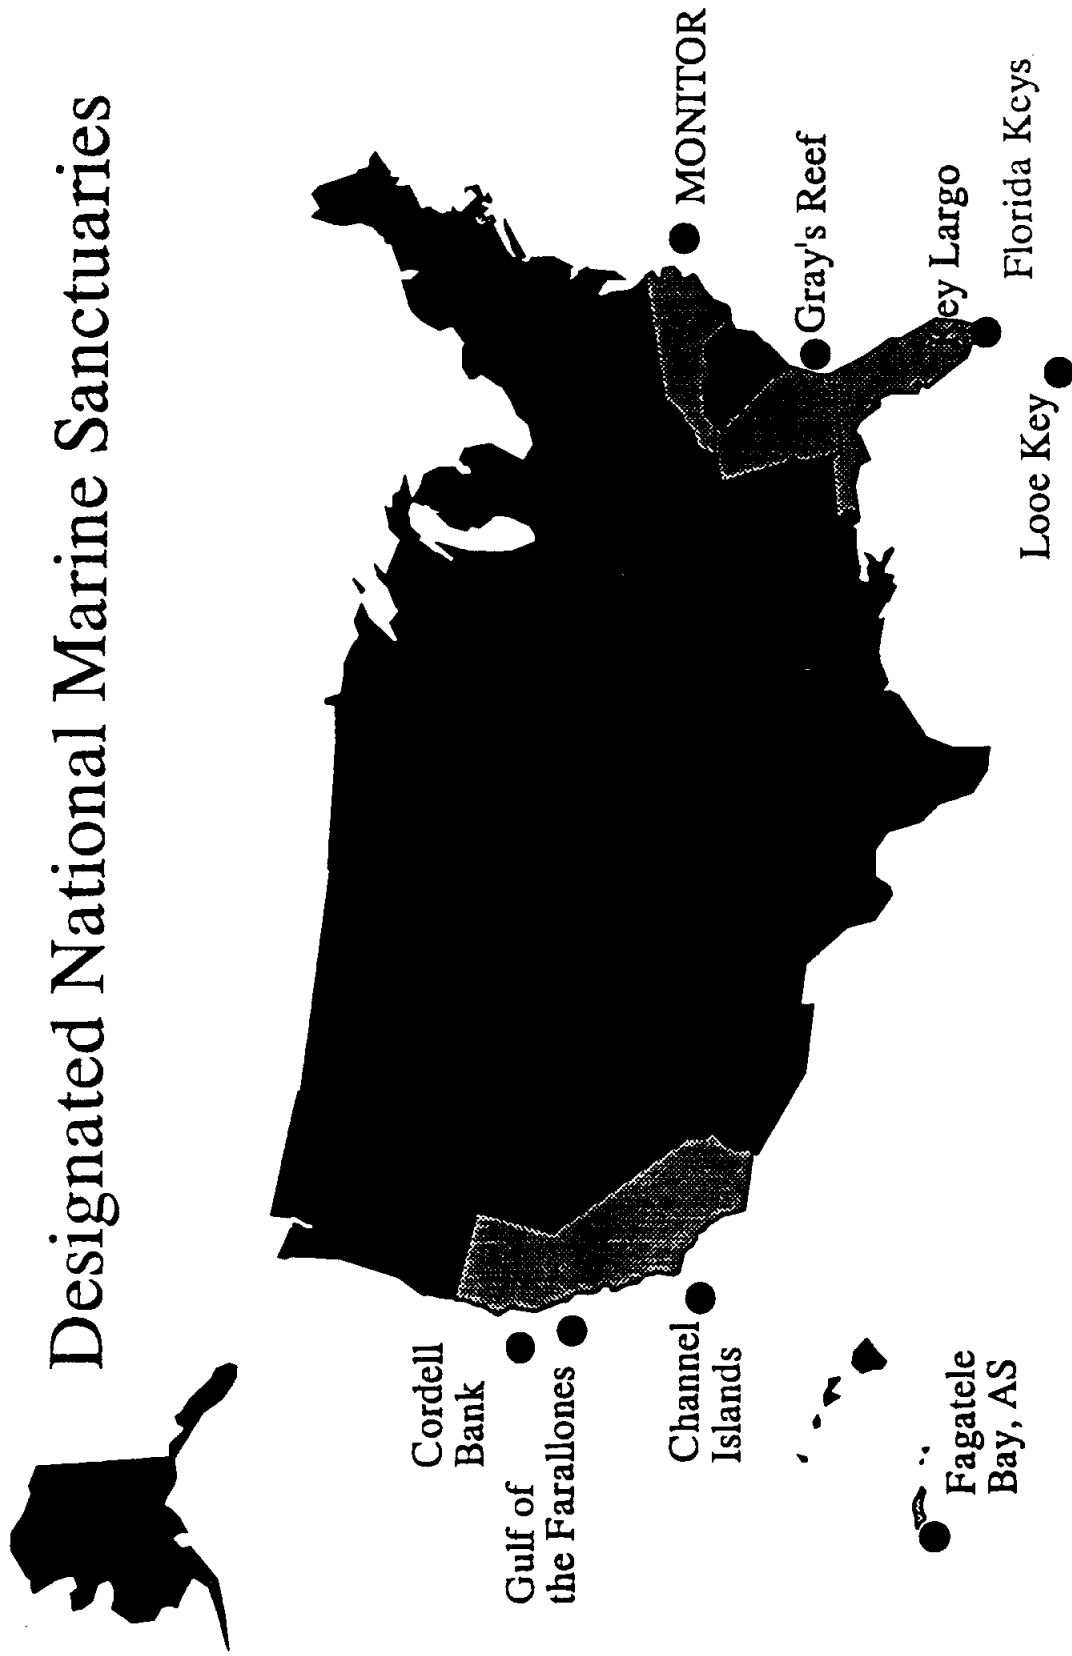 Designated National Marine Sanctuaries
Cordell
Bank
Gulf of
the Farallones
Channel
Islands
Fagatele
Bay, AS
MONITOR
Gray's Reef
ey Largo
Florida Keys
Looe Key